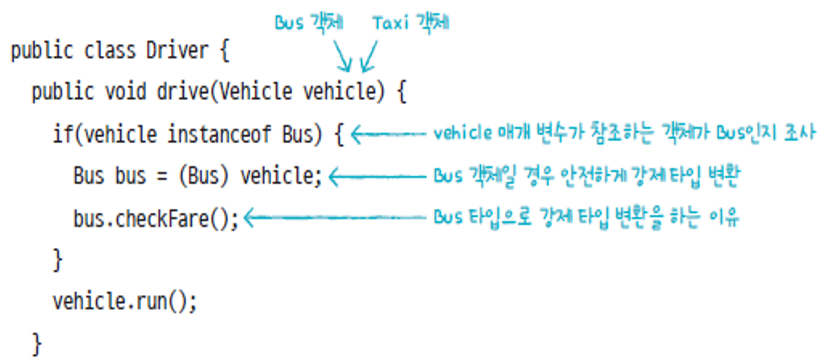 Bus 객체 Taxi 객체
public class Driver {
public void drive(Vehicle vehicle) {
if(vehicle instanceof Bus) { vehicle 매개 변수가 참조하는 객체가 Bus인지 조사
Bus bus = (Bus) vehicle; Bus 객체일 경우 안전하게 강제 타입 변환
bus.checkFare(); Bus 타입으로 강제 타입 변환을 하는 이유
}
vehicle.run();
}